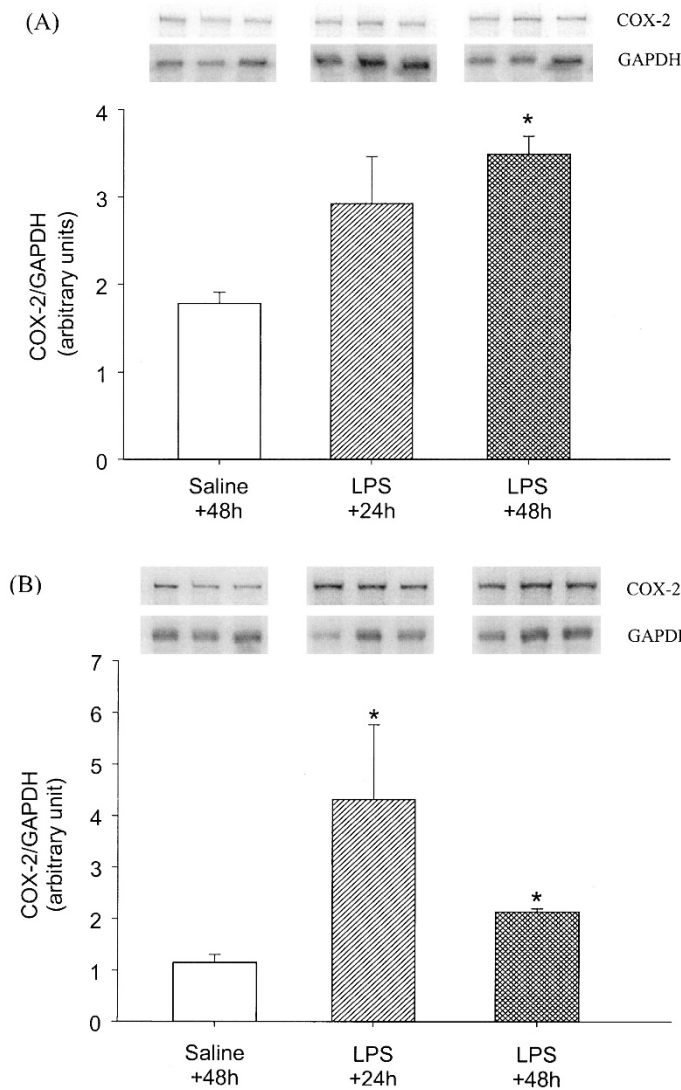 (A)
COX-2
GAPDH
4
3
2
1
0
COX-2/GAPDH
(arbitrary units)
*
Saline
+48h
LPS
+24h
LPS
+48h
(B)
COX-2
GAPD
7
6
5
4
3
2
1
0
COX-2/GAPDH
(arbitrary unit)
*
*
Saline
+48h
LPS
+24h
LPS
+48h